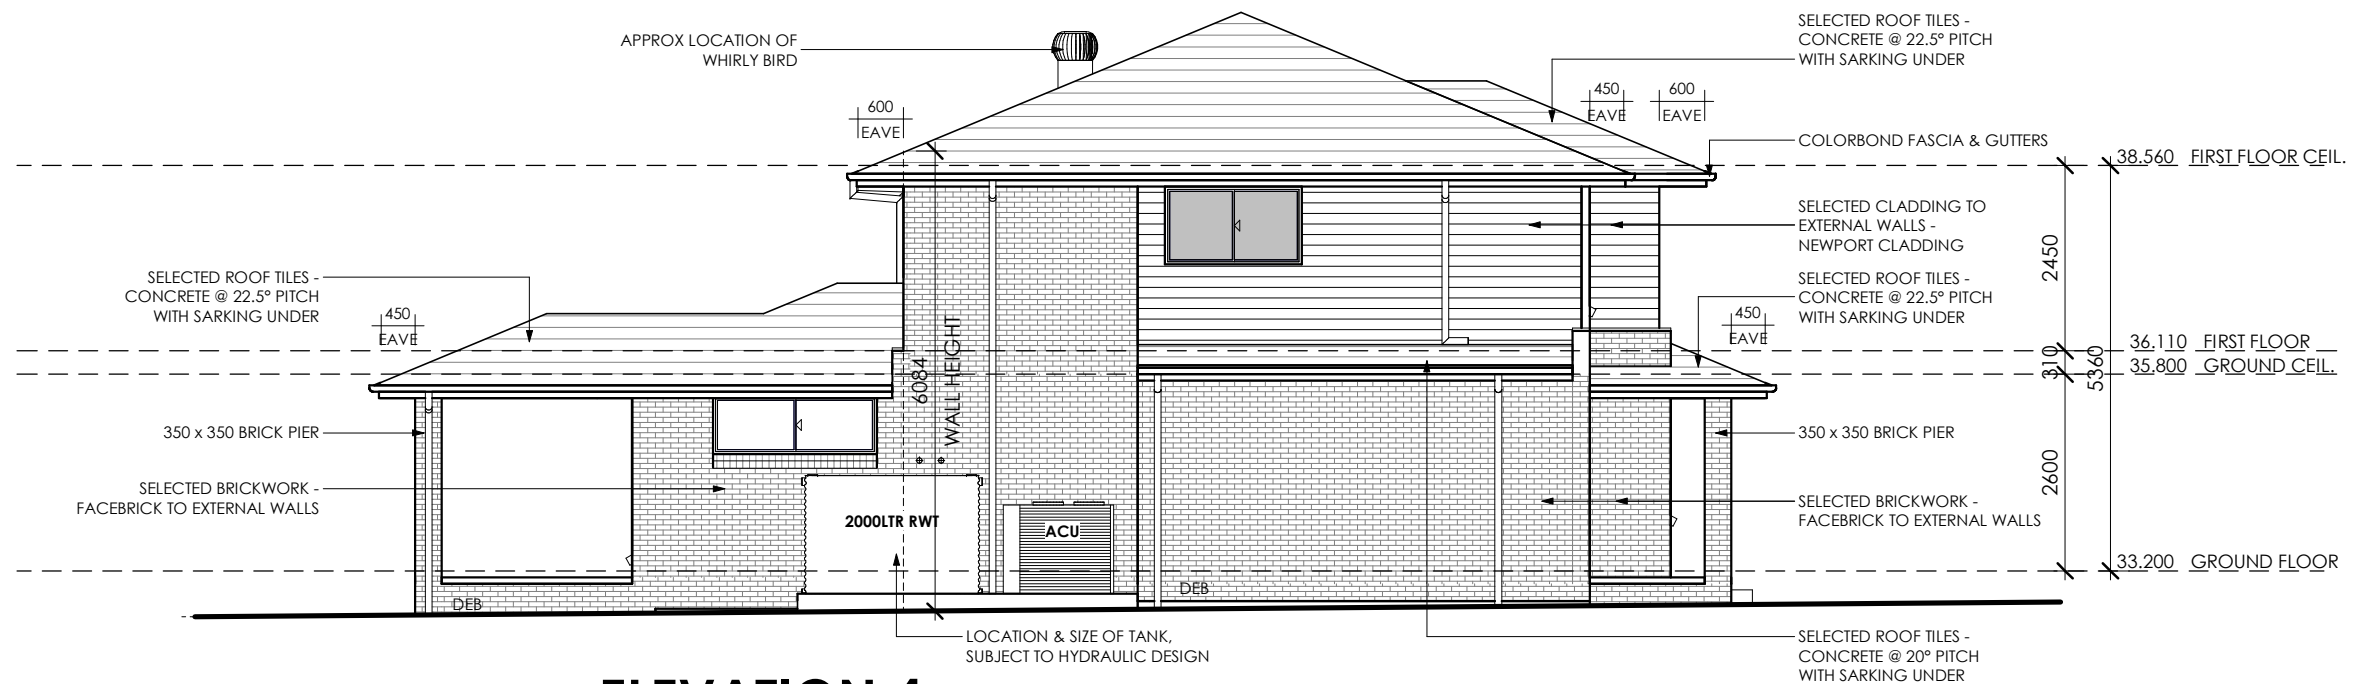 APPROX LOCATION OF
WHIRLY BIRD
SELECTED ROOF TILES -
CONCRETE @ 22.5° PITCH
WITH SARKING UNDER
600
EAVE
450
EAVE
600
EAVE
COLORBOND FASCIA & GUTTERS
38.560 FIRST FLOOR CEIL.
SELECTED CLADDING TO
EXTERNAL WALLS -
NEWPORT CLADDING
2450
SELECTED ROOF TILES -
CONCRETE @ 22.5° PITCH
WITH SARKING UNDER
SELECTED ROOF TILES -
CONCRETE @ 22.5° PITCH
WITH SARKING UNDER
450
EAVE
450
EAVE
36.110 FIRST FLOOR
310
5360
35.800 GROUND CEIL.
6084
WALL HEIGHT
350 x 350 BRICK PIER
350 x 350 BRICK PIER
2600
SELECTED BRICKWORK -
FACEBRICK TO EXTERNAL WALLS
SELECTED BRICKWORK -
FACEBRICK TO EXTERNAL WALLS
2000LTR RWT
ACU
33.200 GROUND FLOOR
DEB
DEB
LOCATION & SIZE OF TANK,
SUBJECT TO HYDRAULIC DESIGN
SELECTED ROOF TILES -
CONCRETE @ 20° PITCH
WITH SARKING UNDER